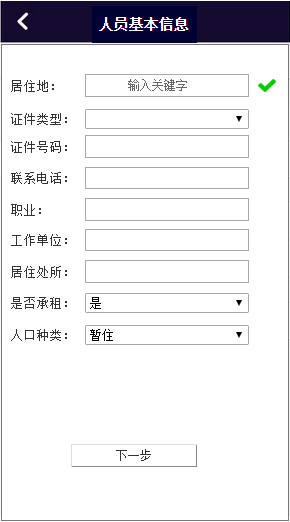 人员基本信息
居住地： 输入关键字
证件类型：
证件号码：
联系电话：
职业：
工作单位：
居住处所：
是否承租： 是
人口种类： 暂住
下一步